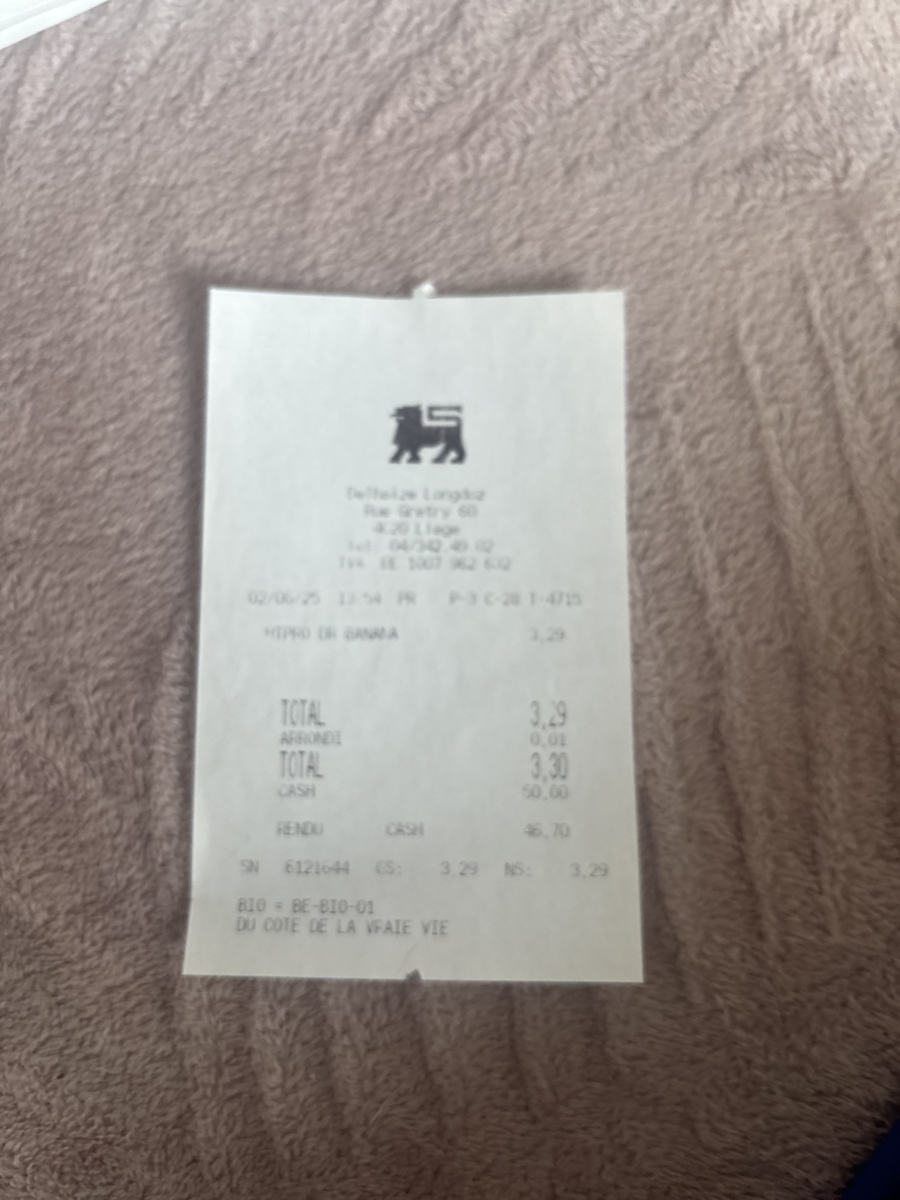 Delhaize Longdoz
Rue Gretry 60
4020 Liege
Tel: 04/342.49.02
TVA BE 1007 962 632
02/06/25 13:54 PR P-3 C-28 T-4715
HIPRO DR BANANA 3,29
TOTAL 3,29
ARRONDI 0,01
TOTAL 3,30
CASH 50,00
RENDU CASH 46,70
SN 6121644 GS: 3,29 NS: 3,29
BIO = BE-BIO-01
DU COTE DE LA VRAIE VIE